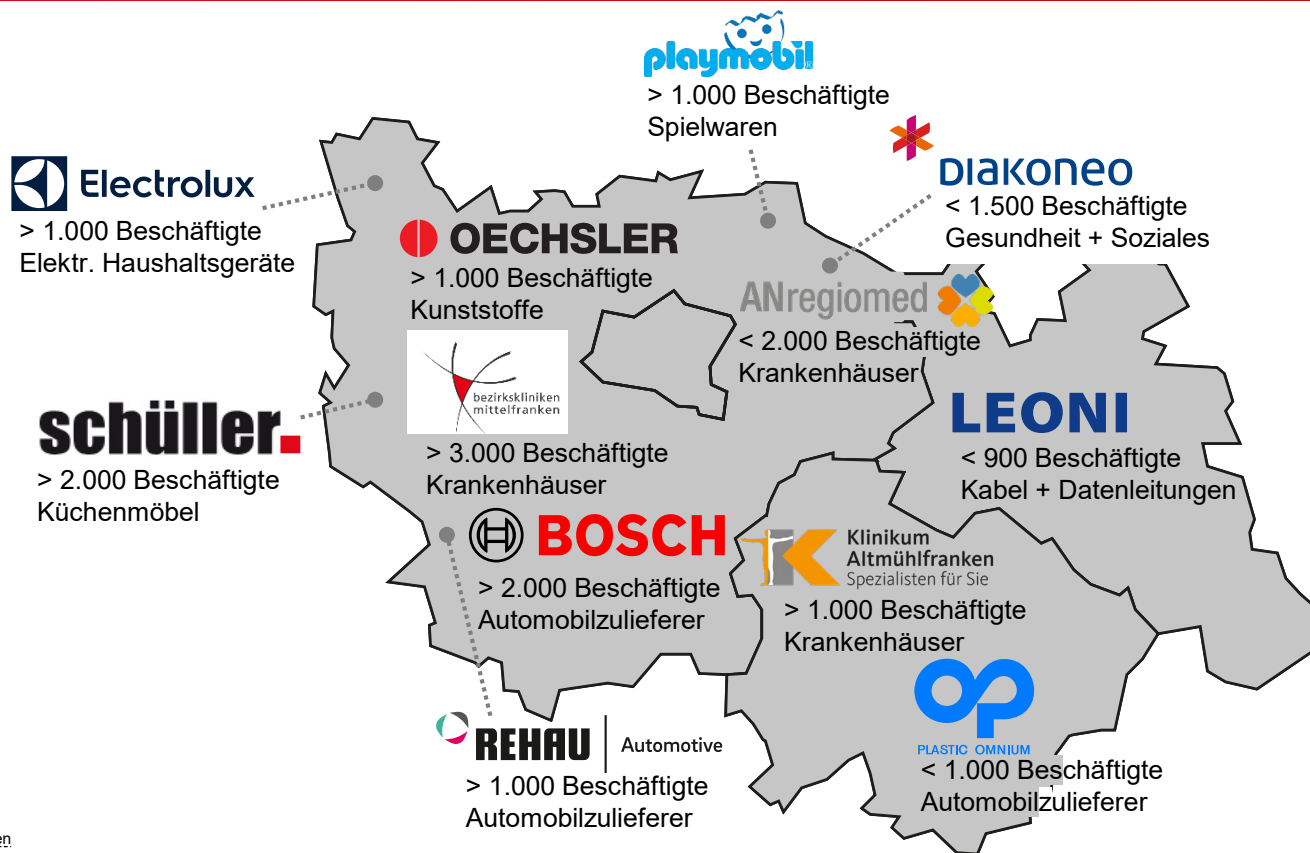 playmobil®
> 1.000 Beschäftigte
Spielwaren
Diakoneo
< 1.500 Beschäftigte
Gesundheit + Soziales
Electrolux
> 1.000 Beschäftigte
Elektr. Haushaltsgeräte
OECHSLER
> 1.000 Beschäftigte
Kunststoffe
ANregiomed
< 2.000 Beschäftigte
Krankenhäuser
bezirkskliniken
mittelfranken
> 3.000 Beschäftigte
Krankenhäuser
schüller.
> 2.000 Beschäftigte
Küchenmöbel
LEONI
< 900 Beschäftigte
Kabel + Datenleitungen
BOSCH
> 2.000 Beschäftigte
Automobilzulieferer
Klinikum
Altmühlfranken
Spezialisten für Sie
> 1.000 Beschäftigte
Krankenhäuser
REHAU | Automotive
> 1.000 Beschäftigte
Automobilzulieferer
PLASTIC OMNIUM
< 1.000 Beschäftigte
Automobilzulieferer
en